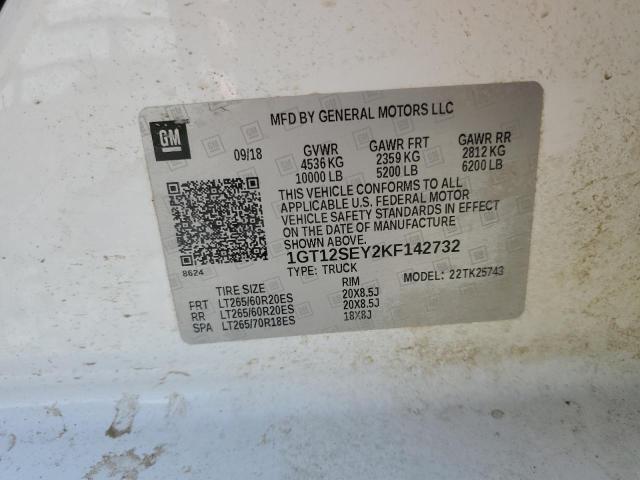 MFD BY GENERAL MOTORS LLC
GM
09/18 GVWR GAWR FRT GAWR RR
4536 KG 2359 KG 2812 KG
10000 LB 5200 LB 6200 LB
THIS VEHICLE CONFORMS TO ALL
APPLICABLE U.S. FEDERAL MOTOR
VEHICLE SAFETY STANDARDS IN EFFECT
ON THE DATE OF MANUFACTURE
SHOWN ABOVE.
1GT12SEY2KF142732
8624
TYPE: TRUCK MODEL: 22TK25743
TIRE SIZE RIM
FRT LT265/60R20ES 20X8.5J
RR LT265/60R20ES 20X8.5J
SPA LT265/70R18ES 18X8J